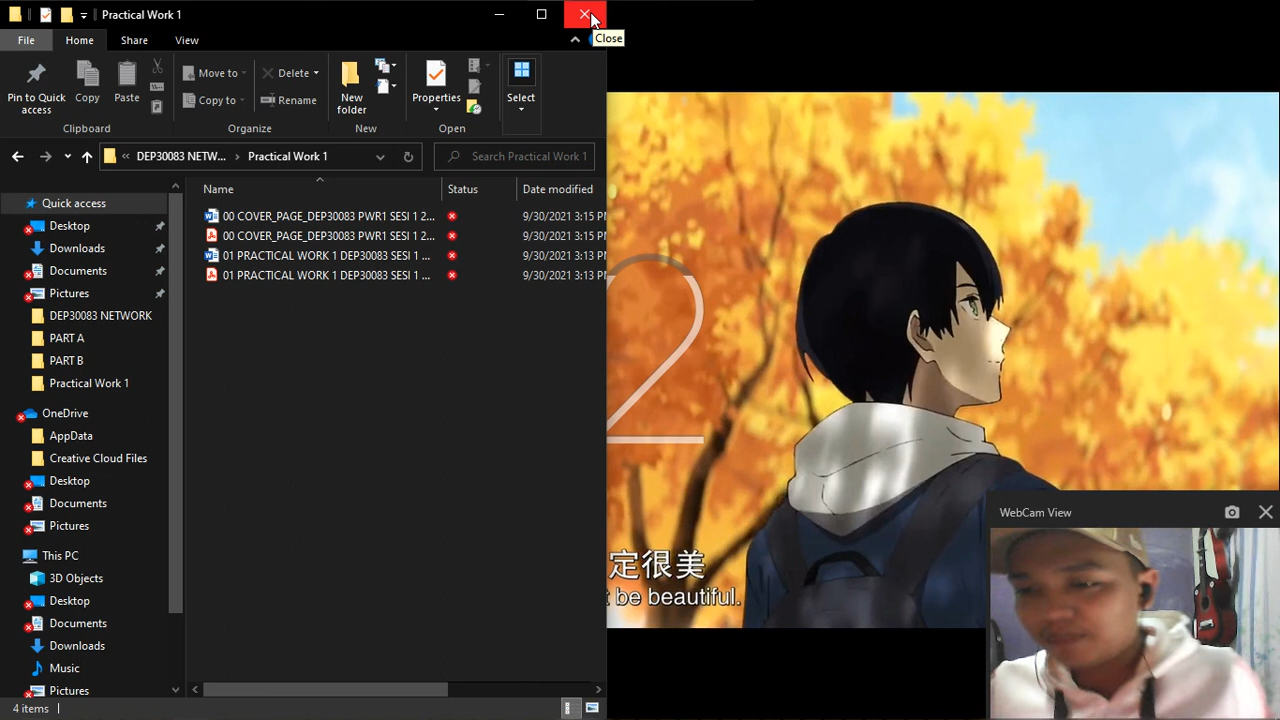 Practical Work 1
Close
File Home Share View
Pin to Quick access
Copy
Paste
Clipboard
Move to
Copy to
Delete
Rename
Organize
New folder
New
Properties
Open
Select
« DEP30083 NETW... > Practical Work 1
Search Practical Work 1
Name Status Date modified
00 COVER_PAGE_DEP30083 PWR1 SESI 1 2... 9/30/2021 3:15 P
00 COVER_PAGE_DEP30083 PWR1 SESI 1 2... 9/30/2021 3:15 P
01 PRACTICAL WORK 1 DEP30083 SESI 1 ... 9/30/2021 3:13 P
01 PRACTICAL WORK 1 DEP30083 SESI 1 ... 9/30/2021 3:13 P
Quick access
Desktop
Downloads
Documents
Pictures
DEP30083 NETWORK
PART A
PART B
Practical Work 1
OneDrive
AppData
Creative Cloud Files
Desktop
Documents
Pictures
This PC
3D Objects
Desktop
Documents
Downloads
Music
Pictures
4 items
2
定很美
t be beautiful.
WebCam View